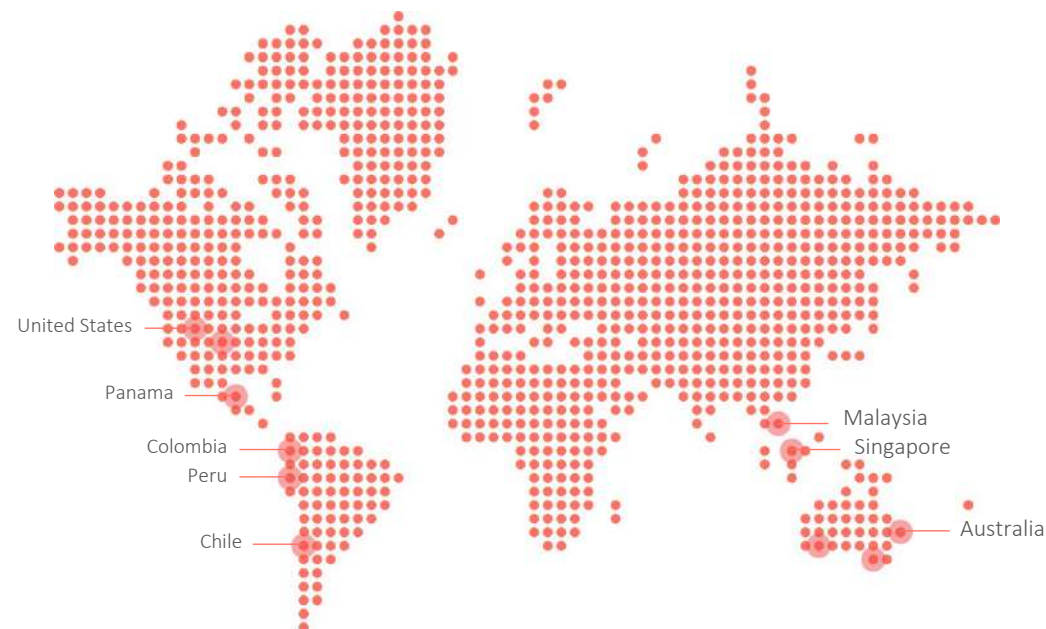 United States
Panama
Colombia
Peru
Chile
Malaysia
Singapore
Australia